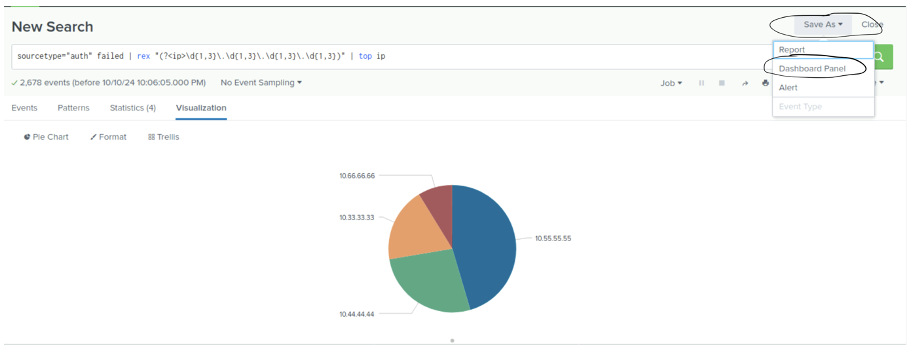 New Search
Save As ▾ Close
sourcetype="auth" failed | rex "(?<ip>\d{1,3}\.\d{1,3}\.\d{1,3}\.\d{1,3})" | top ip
Report
Dashboard Panel
Alert
Event Type
✓ 2,678 events (before 10/10/24 10:06:05.000 PM) No Event Sampling ▾ Job ▾
Events Patterns Statistics (4) Visualization
Pie Chart Format Trellis
10.66.66.66
10.33.33.33
10.55.55.55
10.44.44.44